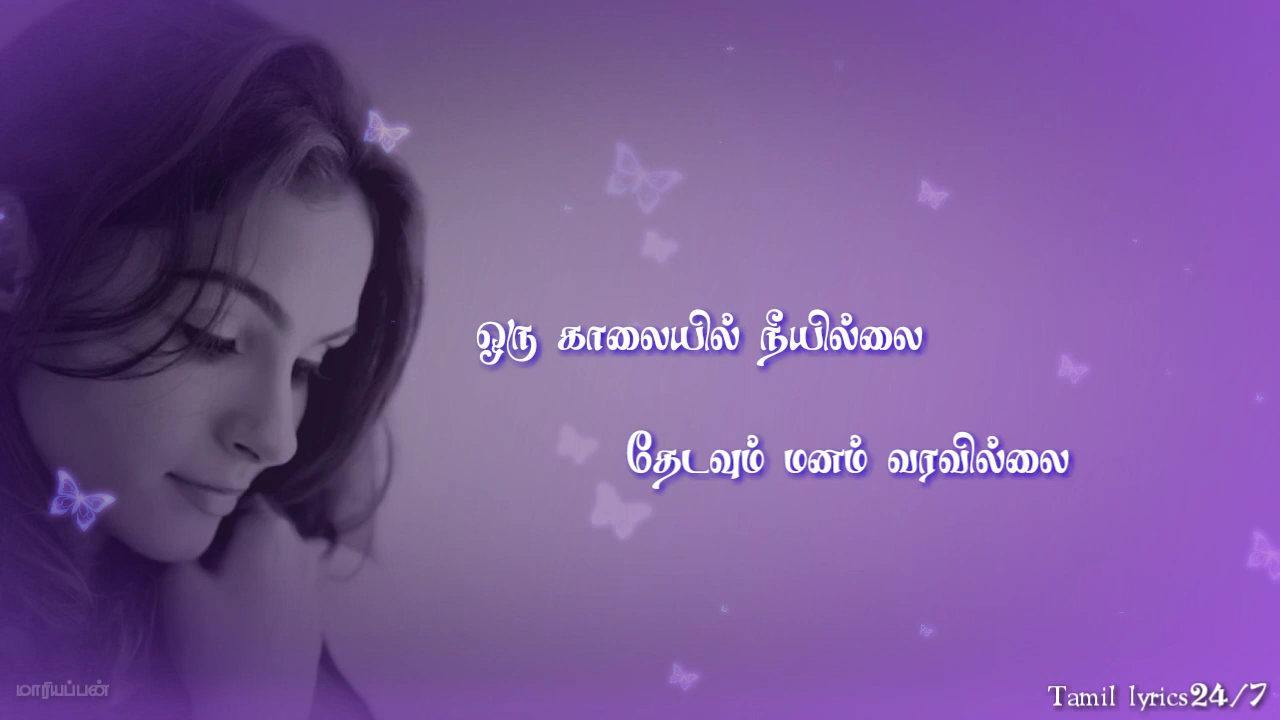 ஒரு காலையில் நீயில்லை
தேடவும் மனம் வரவில்லை
மாரியப்பன்
Tamil lyrics24/7